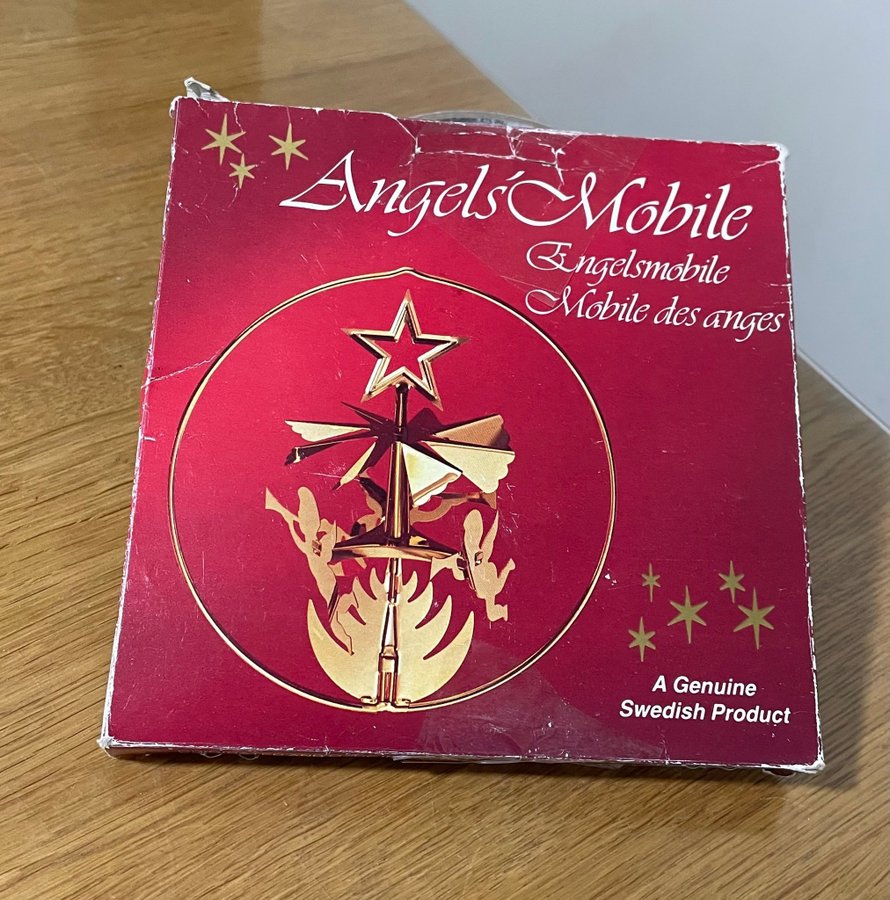 Angels' Mobile
Engelsmobile
Mobile des anges
A Genuine
Swedish Product